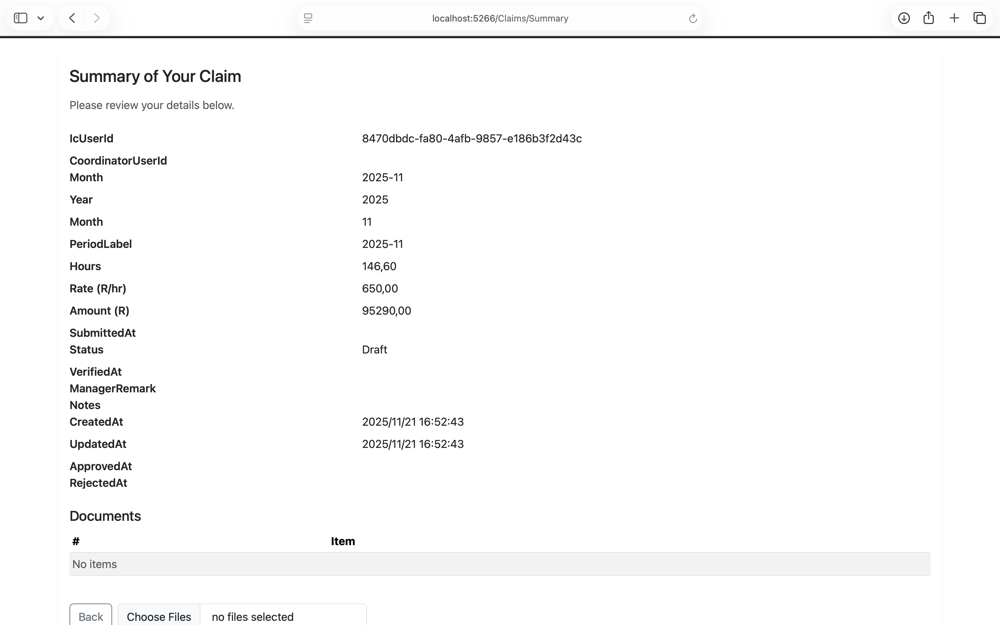 localhost:5266/Claims/Summary
Summary of Your Claim
Please review your details below.
IcUserId 8470dbdc-fa80-4afb-9857-e186b3f2d43c
CoordinatorUserId
Month 2025-11
Year 2025
Month 11
PeriodLabel 2025-11
Hours 146,60
Rate (R/hr) 650,00
Amount (R) 95290,00
SubmittedAt
Status Draft
VerifiedAt
ManagerRemark
Notes
CreatedAt 2025/11/21 16:52:43
UpdatedAt 2025/11/21 16:52:43
ApprovedAt
RejectedAt
Documents
# Item
No items
Back Choose Files no files selected